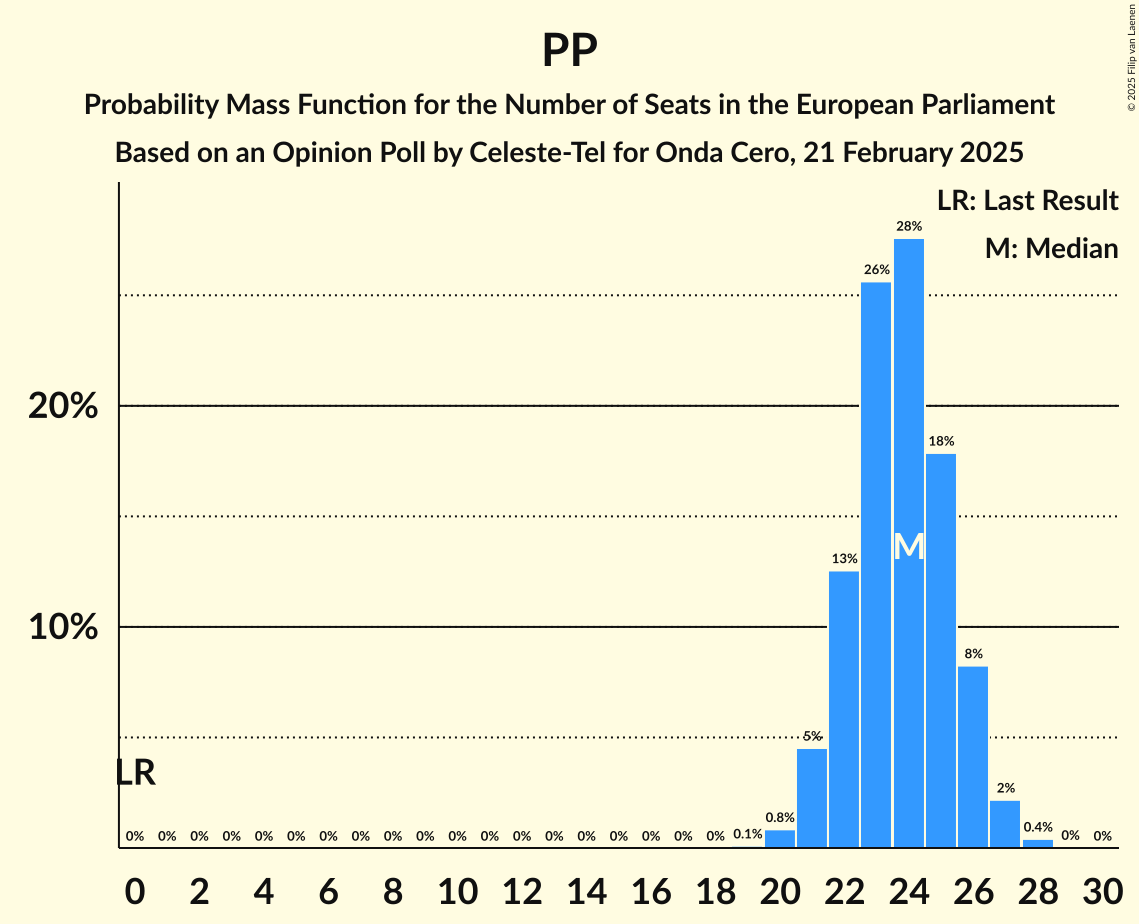 PP
Probability Mass Function for the Number of Seats in the European Parliament
Based on an Opinion Poll by Celeste-Tel for Onda Cero, 21 February 2025
© 2025 Filip van Laenen
LR: Last Result
M: Median
20%
10%
LR
M
0% 0% 0% 0% 0% 0% 0% 0% 0% 0% 0% 0% 0% 0% 0% 0% 0% 0% 0% 0.1% 0.8% 5% 13% 26% 28% 18% 8% 2% 0.4% 0% 0%
0 2 4 6 8 10 12 14 16 18 20 22 24 26 28 30